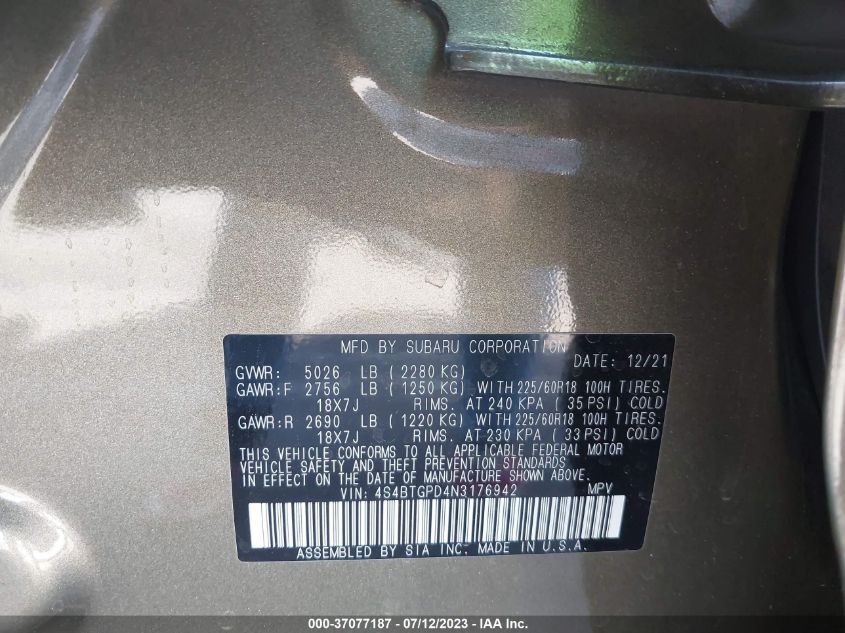 MFD BY SUBARU CORPORATION
DATE: 12/21
GVWR: 5026 LB ( 2280 KG)
GAWR:F 2756 LB ( 1250 KG) WITH 225/60R18 100H TIRES.
18X7J RIMS. AT 240 KPA ( 35 PSI) COLD
GAWR:R 2690 LB ( 1220 KG) WITH 225/60R18 100H TIRES.
18X7J RIMS. AT 230 KPA ( 33 PSI) COLD
THIS VEHICLE CONFORMS TO ALL APPLICABLE FEDERAL MOTOR
VEHICLE SAFETY AND THEFT PREVENTION STANDARDS
IN EFFECT ON THE DATE OF MANUFACTURE SHOWN ABOVE.
VIN: 4S4BTGPD4N3176942 MPV
ASSEMBLED BY SIA INC. MADE IN U.S.A.
000-37077187 - 07/12/2023 - IAA Inc.